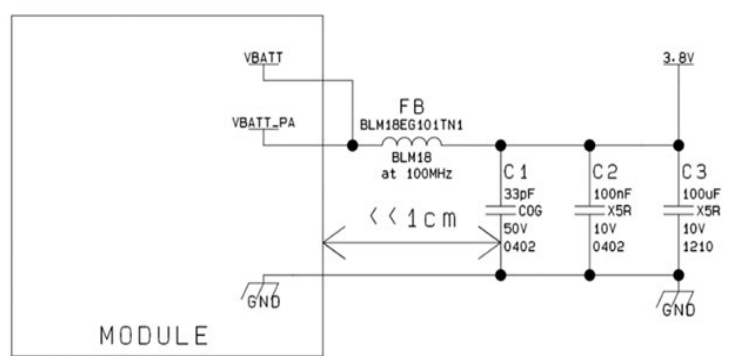 VBATT
3.8V
FB
VBATT_PA
BLM18EG101TN1
BLM18
at 100MHz
C1
33pF
COG
50V
0402
C2
100nF
X5R
10V
0402
C3
100uF
X5R
10V
1210
<<1cm
GND
GND
MODULE